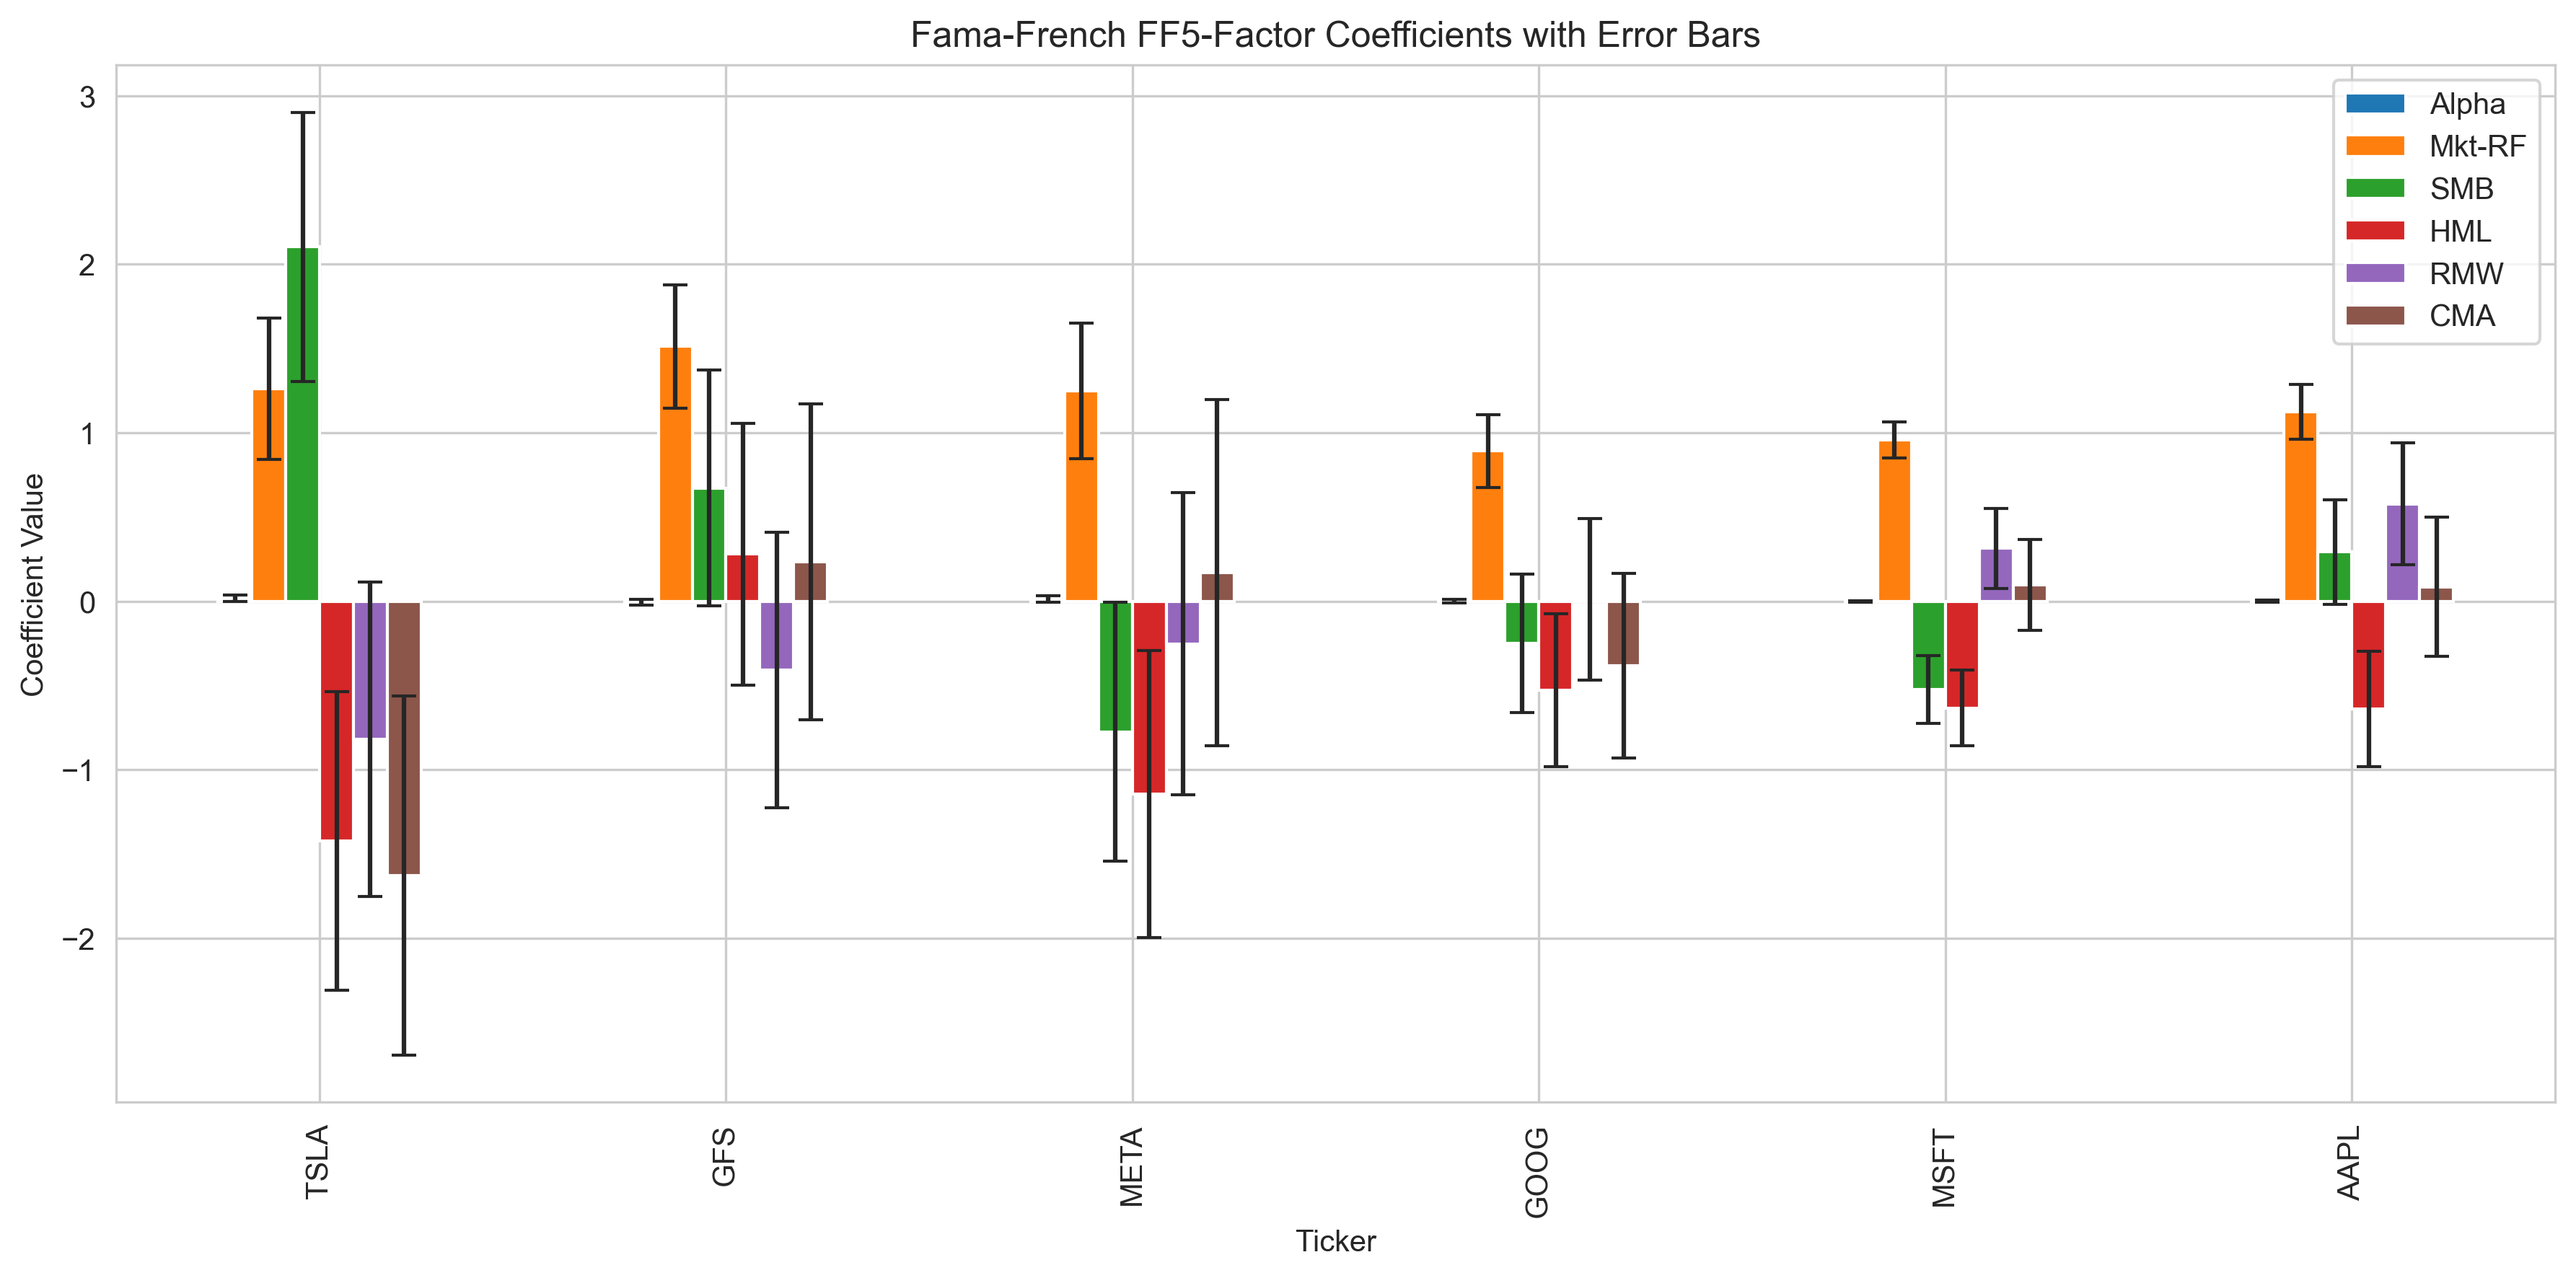 Fama-French FF5-Factor Coefficients with Error Bars
Alpha
Mkt-RF
SMB
HML
RMW
CMA
Coefficient Value
3
2
1
0
−1
−2
TSLA
GFS
META
GOOG
MSFT
AAPL
Ticker